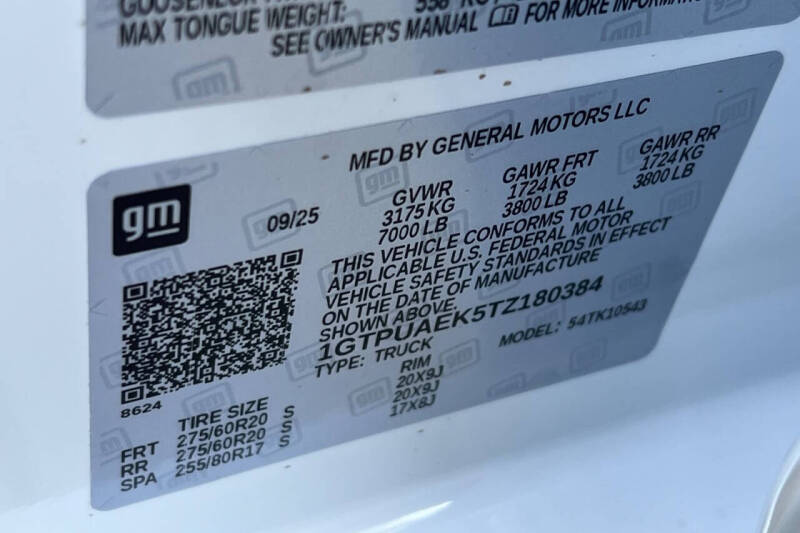 MAX TONGUE WEIGHT:
SEE OWNER'S MANUAL FOR MORE INFORMATION
MFD BY GENERAL MOTORS LLC
gm
09/25
GVWR GAWR FRT GAWR RR
3175 KG 1724 KG 1724 KG
7000 LB 3800 LB 3800 LB
THIS VEHICLE CONFORMS TO ALL
APPLICABLE U.S. FEDERAL MOTOR
VEHICLE SAFETY STANDARDS IN EFFECT
ON THE DATE OF MANUFACTURE
SHOWN ABOVE.
1GTPUAEK5TZ180384
TYPE: TRUCK MODEL: 54TK10543
8624
TIRE SIZE RIM
FRT 275/60R20 S 20X9J
RR 275/60R20 S 20X9J
SPA 255/80R17 S 17X8J